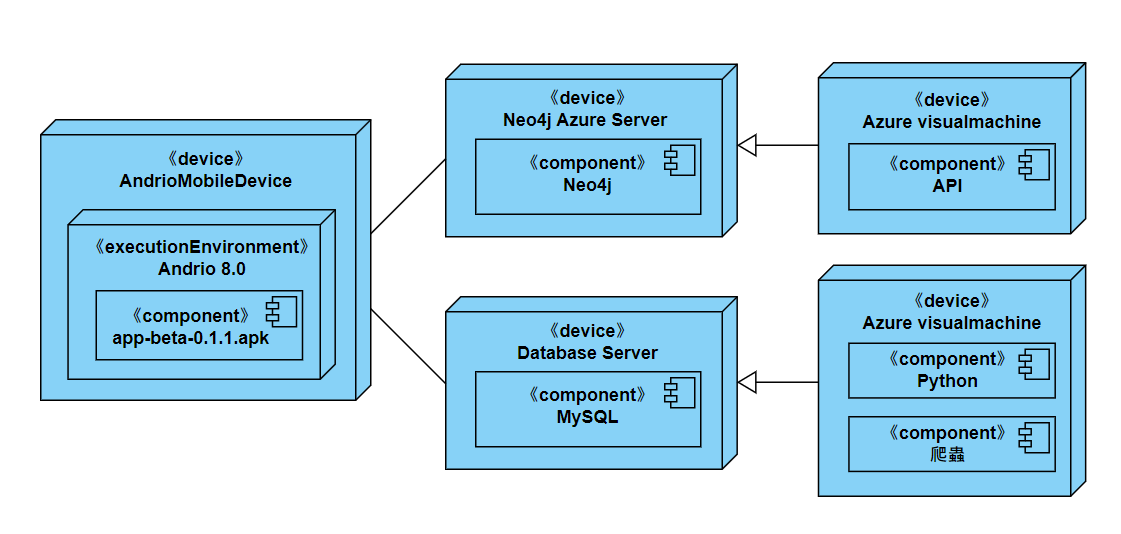 《device》
AndrioMobileDevice
《executionEnvironment》
Andrio 8.0
《component》
app-beta-0.1.1.apk
《device》
Neo4j Azure Server
《component》
Neo4j
《device》
Database Server
《component》
MySQL
《device》
Azure visualmachine
《component》
API
《device》
Azure visualmachine
《component》
Python
《component》
爬蟲